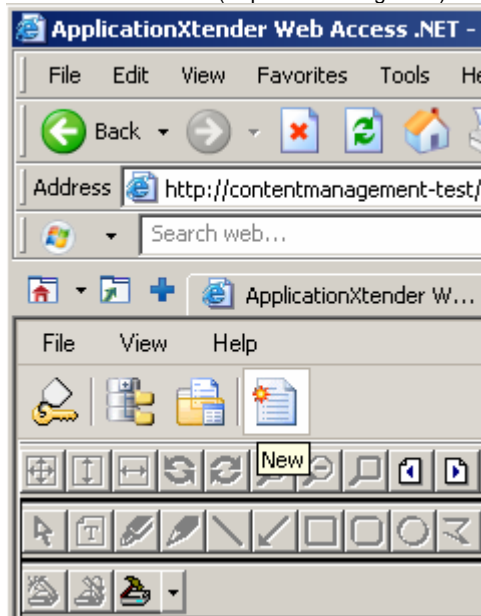 ApplicationXtender Web Access .NET -
File Edit View Favorites Tools He
Back
Address http://contentmanagement-test/
Search web...
ApplicationXtender W...
File View Help
New
T